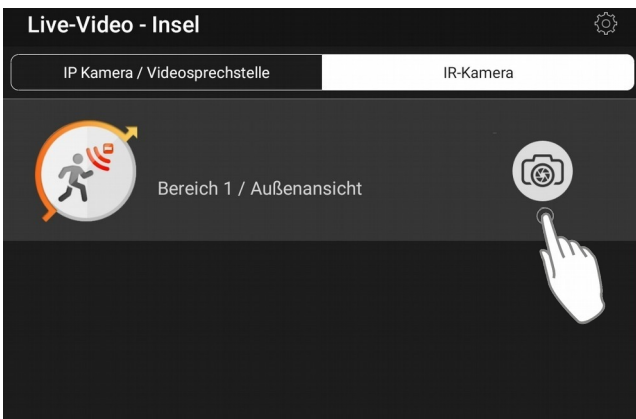 Live-Video - Insel
IP Kamera / Videosprechstelle
IR-Kamera
Bereich 1 / Außenansicht